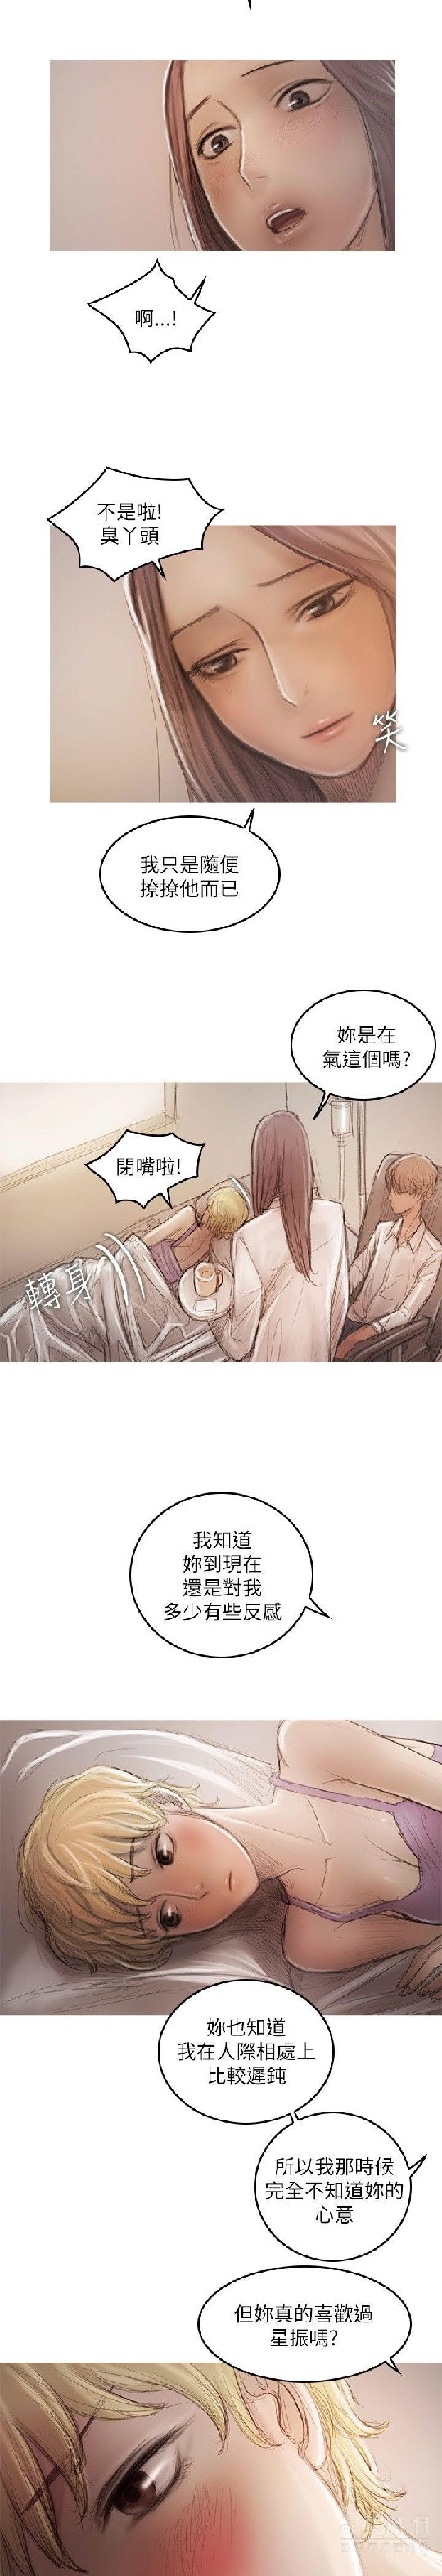 啊...!
不是啦!
臭丫頭
笑
我只是隨便
撩撩他而已
妳是在
氣這個嗎?
閉嘴啦!
轉身
我知道
妳到現在
還是對我
多少有些反感
妳也知道
我在人際相處上
比較遲鈍
所以我那時候
完全不知道妳的
心意
但妳真的喜歡過
星振嗎?